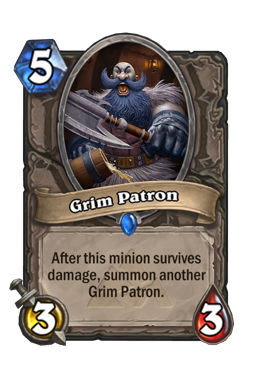 5
Grim Patron
After this minion survives
damage, summon another
Grim Patron.
3 3